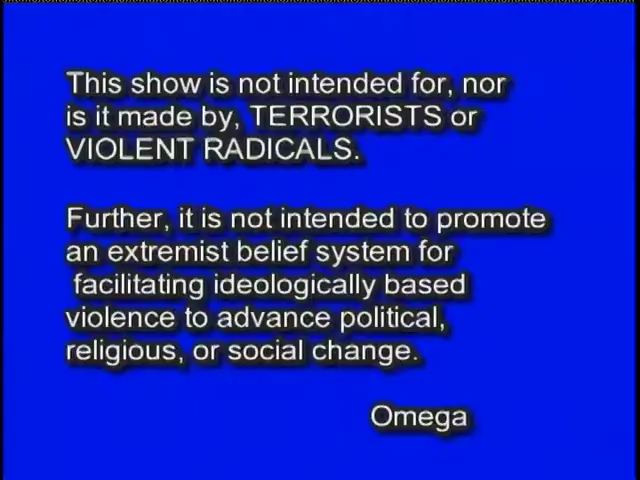 This show is not intended for, nor
is it made by, TERRORISTS or
VIOLENT RADICALS.
Further, it is not intended to promote
an extremist belief system for
facilitating ideologically based
violence to advance political,
religious, or social change.
Omega